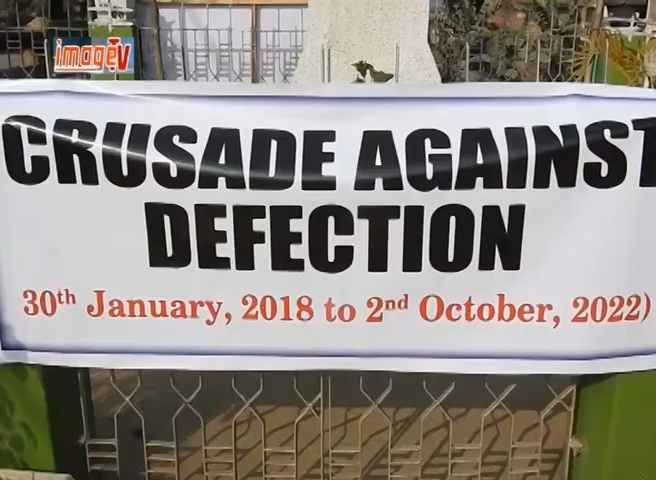 imageTV
CRUSADE AGAINST
DEFECTION
30th January, 2018 to 2nd October, 2022)